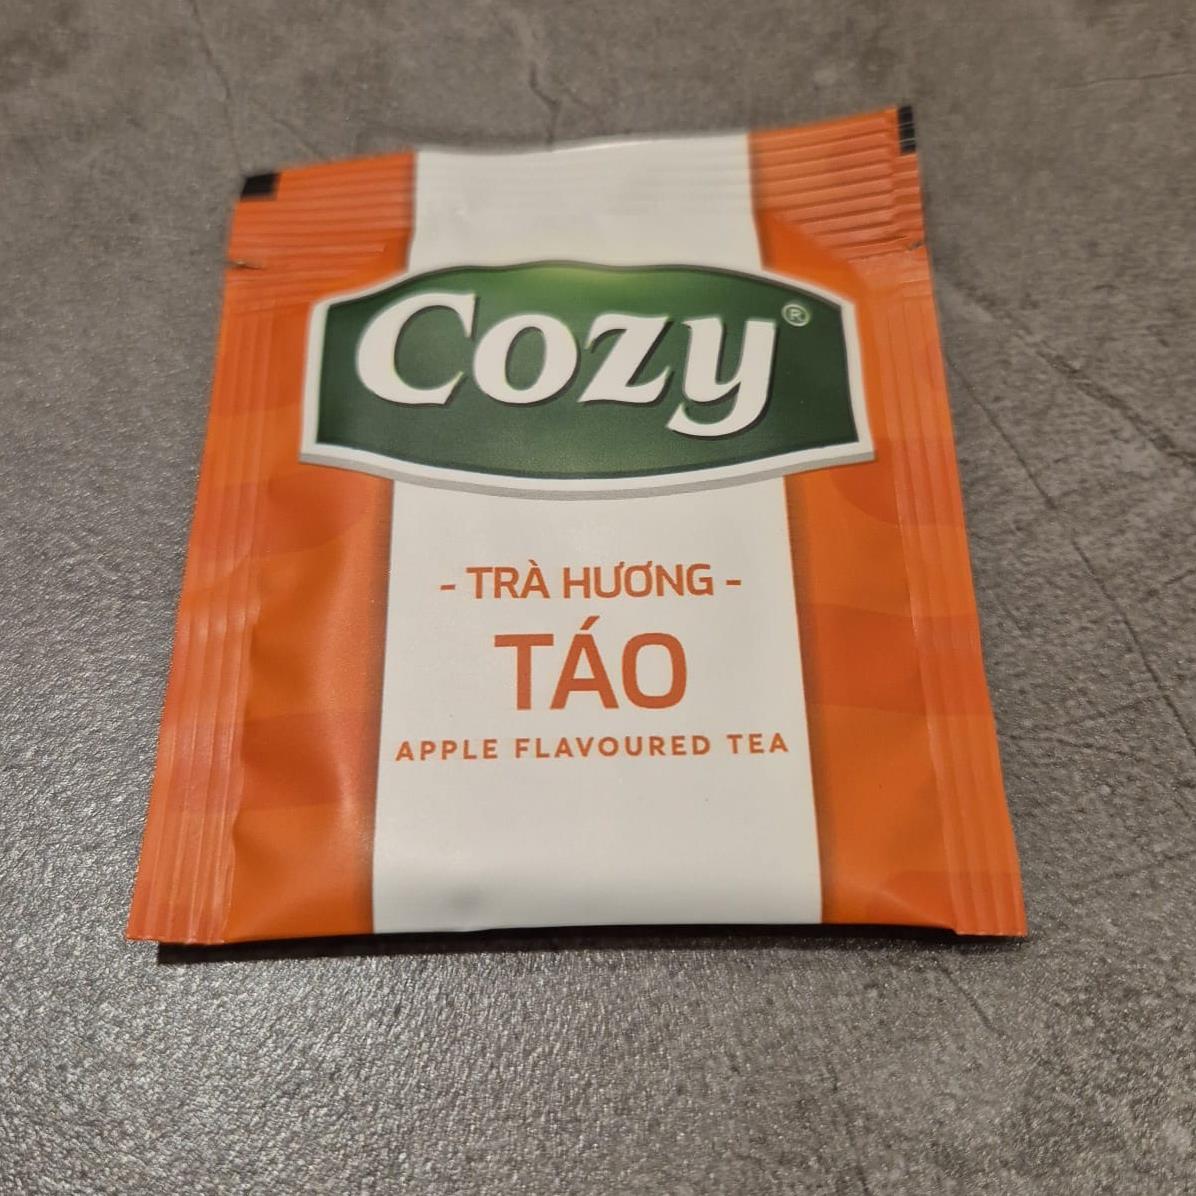 Cozy®
- TRÀ HƯƠNG -
TÁO
APPLE FLAVOURED TEA